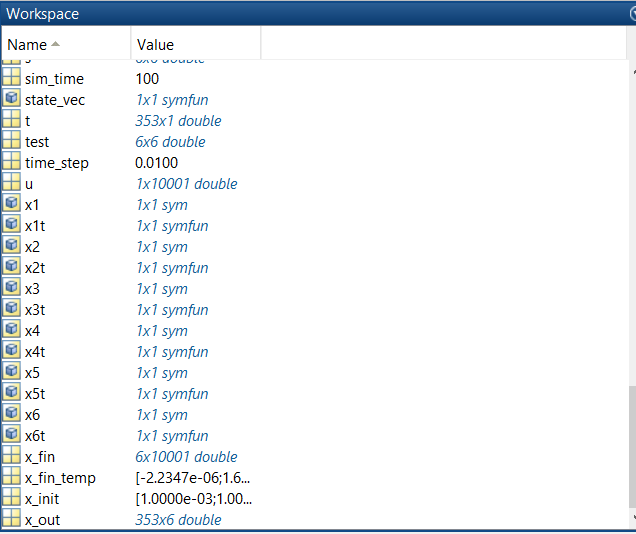 Workspace
Name Value
sim_time 100
state_vec 1x1 symfun
t 353x1 double
test 6x6 double
time_step 0.0100
u 1x10001 double
x1 1x1 sym
x1t 1x1 symfun
x2 1x1 sym
x2t 1x1 symfun
x3 1x1 sym
x3t 1x1 symfun
x4 1x1 sym
x4t 1x1 symfun
x5 1x1 sym
x5t 1x1 symfun
x6 1x1 sym
x6t 1x1 symfun
x_fin 6x10001 double
x_fin_temp [-2.2347e-06;1.6...
x_init [1.0000e-03;1.00...
x_out 353x6 double